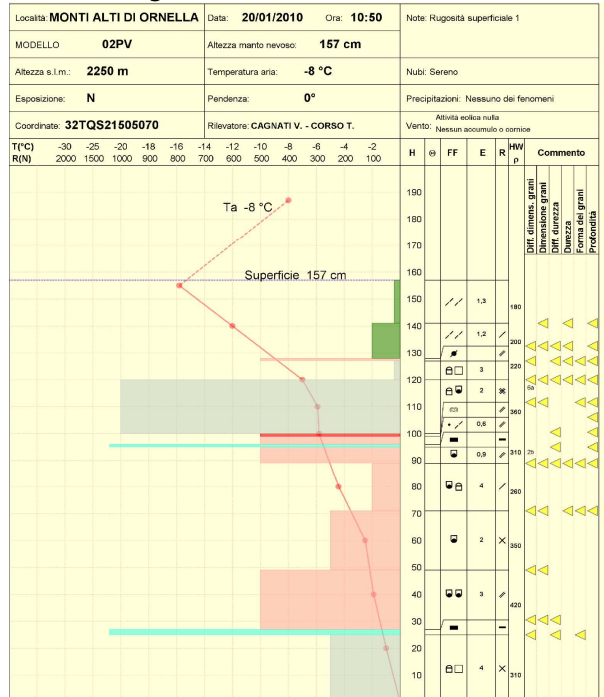 Località: MONTI ALTI DI ORNELLA Data: 20/01/2010 Ora: 10:50 Note: Rugosità superficiale 1
MODELLO 02PV Altezza manto nevoso: 157 cm
Altezza s.l.m.: 2250 m Temperatura aria: -8 °C Nubi: Sereno
Esposizione: N Pendenza: 0° Precipitazioni: Nessuno dei fenomeni
Coordinate: 32TQS21505070 Rilevatore: CAGNATI V. - CORSO T. Vento: Attività eolica nulla
Nessun accumulo o cornice
T(°C) -30 -25 -20 -18 -16 -14 -12 -10 -8 -6 -4 -2
R(N) 2000 1500 1000 900 800 700 600 500 400 300 200 100
H FF E R HW ρ Commento
Diff. dimens. grani
Dimensione grani
Diff. durezza
Durezza
Forma dei grani
Profondità
190
Ta -8 °C
180
170
Superficie 157 cm
160
150 1,3 180
140
1,2 200
130
220
3
120
6a
2
110
360
0,6
100
310 2b
90 0,9
80 4 260
70
60 2 350
50
40 3
420
30
20
10 4 310